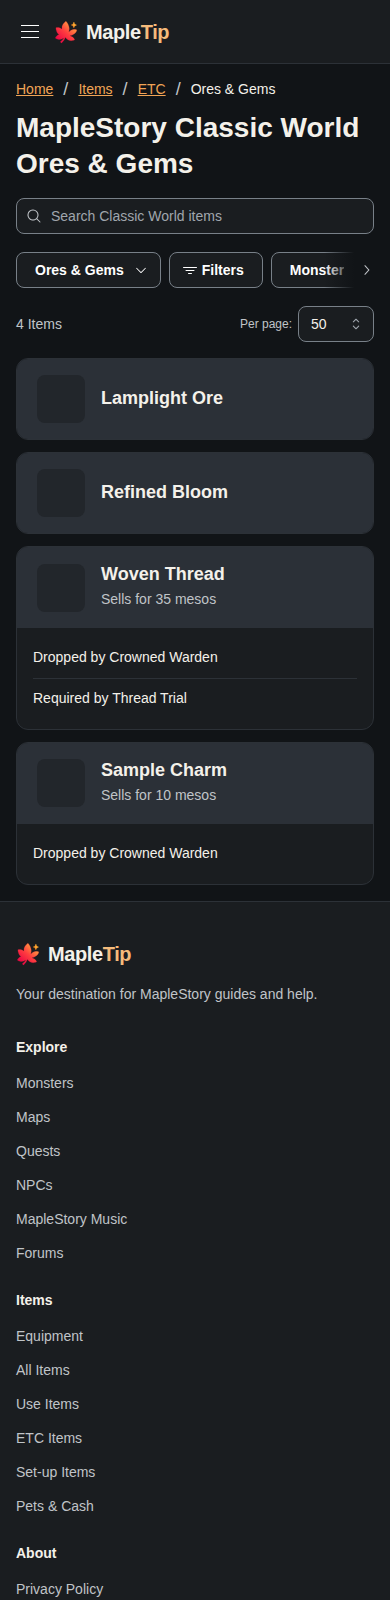 MapleTip
Home / Items / ETC / Ores & Gems
MapleStory Classic World
Ores & Gems
Search Classic World items
Ores & Gems Filters Monster
4 Items Per page: 50
Lamplight Ore
Refined Bloom
Woven Thread
Sells for 35 mesos
Dropped by Crowned Warden
Required by Thread Trial
Sample Charm
Sells for 10 mesos
Dropped by Crowned Warden
MapleTip
Your destination for MapleStory guides and help.
Explore
Monsters
Maps
Quests
NPCs
MapleStory Music
Forums
Items
Equipment
All Items
Use Items
ETC Items
Set-up Items
Pets & Cash
About
Privacy Policy